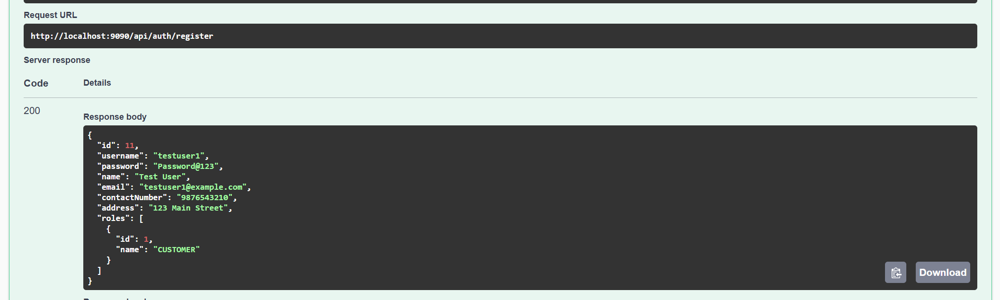 Request URL
http://localhost:9090/api/auth/register
Server response
Code Details
200
Response body
{
  "id": 11,
  "username": "testuser1",
  "password": "Password@123",
  "name": "Test User",
  "email": "testuser1@example.com",
  "contactNumber": "9876543210",
  "address": "123 Main Street",
  "roles": [
    {
      "id": 1,
      "name": "CUSTOMER"
    }
  ]
}
Download